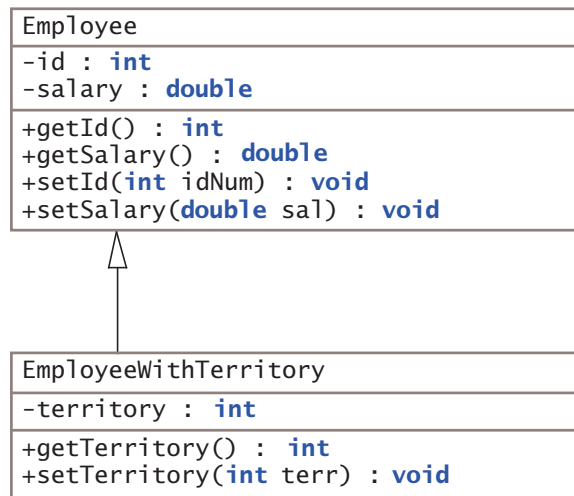 Employee
-id : int
-salary : double
+getId() : int
+getSalary() : double
+setId(int idNum) : void
+setSalary(double sal) : void
EmployeeWithTerritory
-territory : int
+getTerritory() : int
+setTerritory(int terr) : void